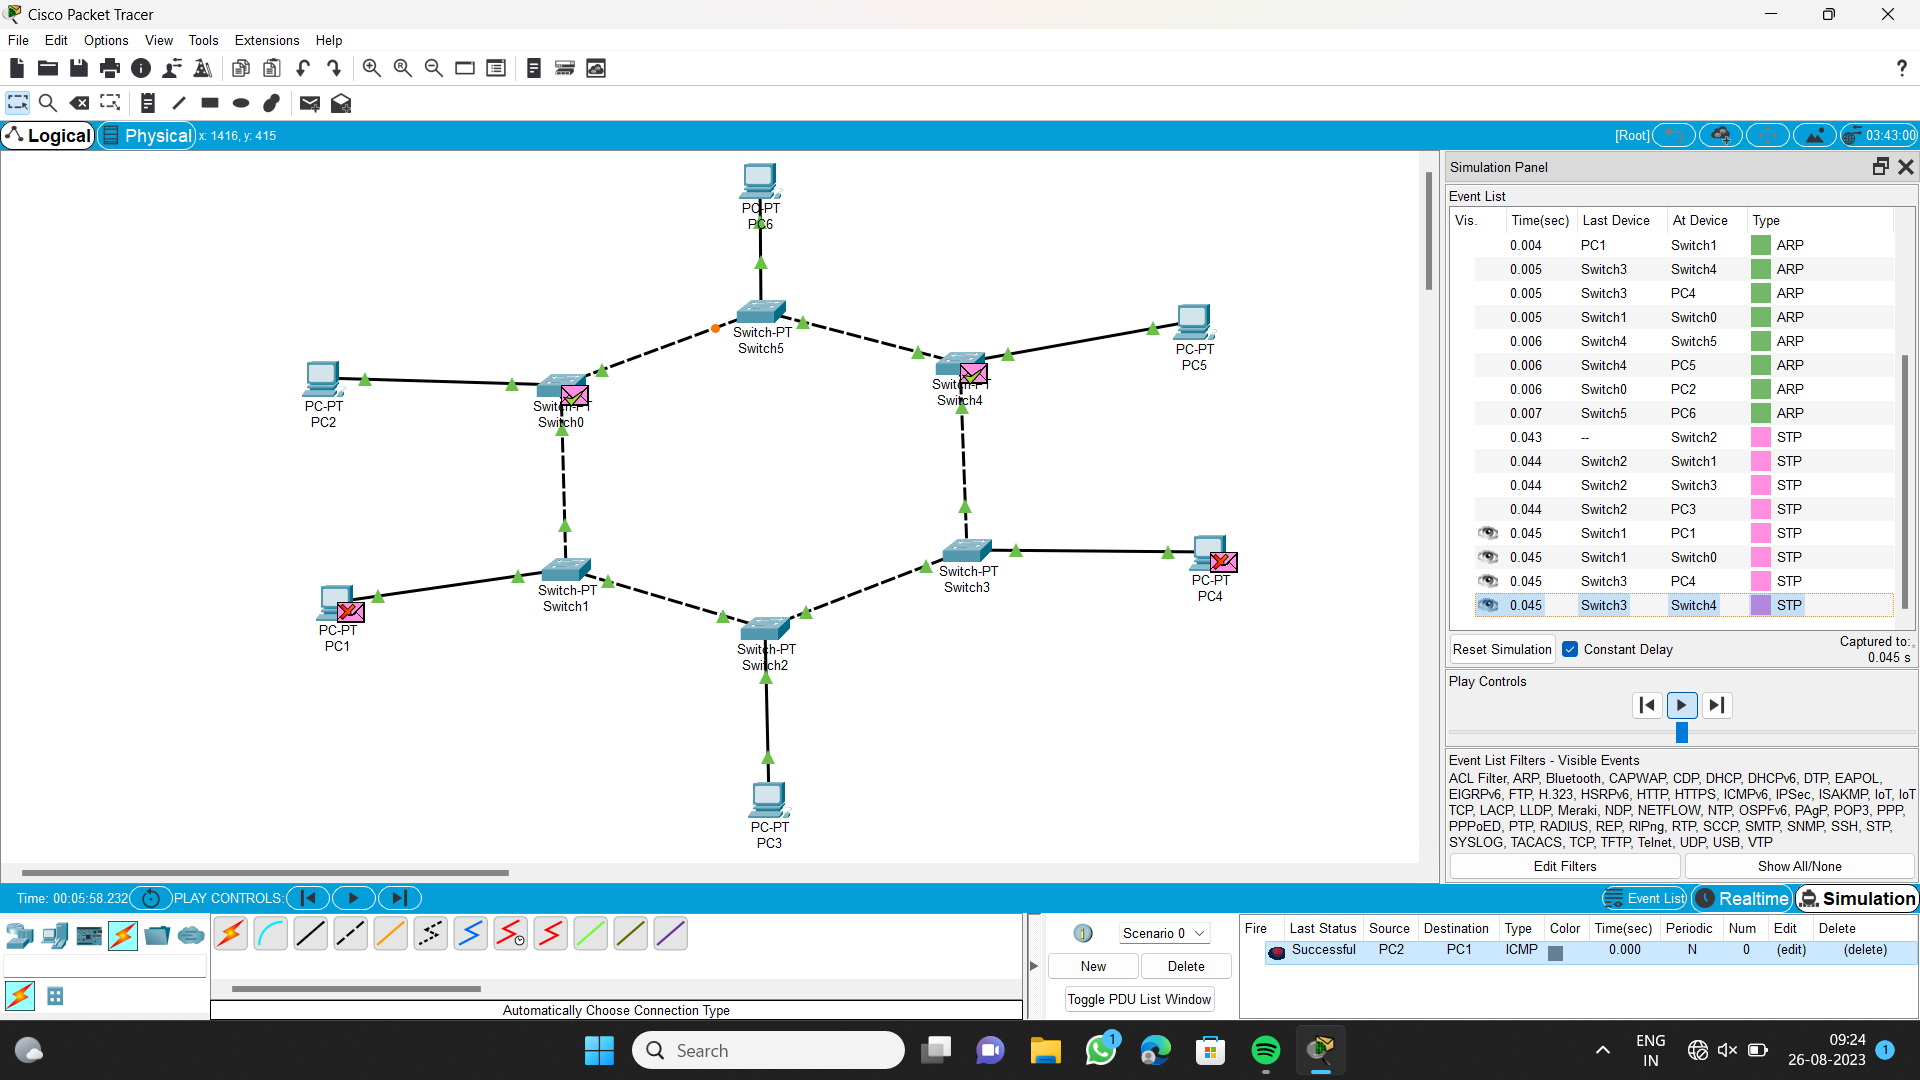 Cisco Packet Tracer
File Edit Options View Tools Extensions Help
?
Logical Physical x: 1416, y: 415 [Root] 03:43:00
PC-PT
PC6
Switch-PT
Switch5
PC-PT
PC5
Switch-PT
Switch4
PC-PT
PC2
Switch-PT
Switch0
Switch-PT
Switch3
PC-PT
PC4
Switch-PT
Switch1
PC-PT
PC1
Switch-PT
Switch2
PC-PT
PC3
Simulation Panel
Event List
Vis. Time(sec) Last Device At Device Type
0.004 PC1 Switch1 ARP
0.005 Switch3 Switch4 ARP
0.005 Switch3 PC4 ARP
0.005 Switch1 Switch0 ARP
0.006 Switch4 Switch5 ARP
0.006 Switch4 PC5 ARP
0.006 Switch0 PC2 ARP
0.007 Switch5 PC6 ARP
0.043 -- Switch2 STP
0.044 Switch2 Switch1 STP
0.044 Switch2 Switch3 STP
0.044 Switch2 PC3 STP
0.045 Switch1 PC1 STP
0.045 Switch1 Switch0 STP
0.045 Switch3 PC4 STP
0.045 Switch3 Switch4 STP
Reset Simulation Constant Delay Captured to:
0.045 s
Play Controls
Event List Filters - Visible Events
ACL Filter, ARP, Bluetooth, CAPWAP, CDP, DHCP, DHCPv6, DTP, EAPOL,
EIGRPv6, FTP, H.323, HSRPv6, HTTP, HTTPS, ICMPv6, IPSec, ISAKMP, IoT, IoT
TCP, LACP, LLDP, Meraki, NDP, NETFLOW, NTP, OSPFv6, PAgP, POP3, PPP,
PPPoED, PTP, RADIUS, REP, RIPng, RTP, SCCP, SMTP, SNMP, SSH, STP,
SYSLOG, TACACS, TCP, TFTP, Telnet, UDP, USB, VTP
Edit Filters Show All/None
Time: 00:05:58.232 PLAY CONTROLS: Event List Realtime Simulation
Automatically Choose Connection Type
Scenario 0
New Delete
Toggle PDU List Window
Fire Last Status Source Destination Type Color Time(sec) Periodic Num Edit Delete
Successful PC2 PC1 ICMP 0.000 N 0 (edit) (delete)
Search
1
ENG
IN
09:24
26-08-2023
1